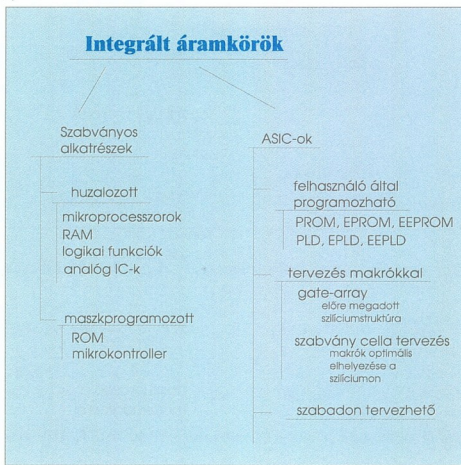 Integrált áramkörök
Szabványos
alkatrészek
huzalozott
mikroprocesszorok
RAM
logikai funkciók
analóg IC-k
maszkprogramozott
ROM
mikrokontroller
ASIC-ok
felhasználó által
programozható
PROM, EPROM, EEPROM
PLD, EPLD, EEPLD
tervezés makrókkal
gate-array
előre megadott
szilíciumstruktúra
szabvány cella tervezés
makrók optimális
elhelyezése a
szilíciumon
szabadon tervezhető